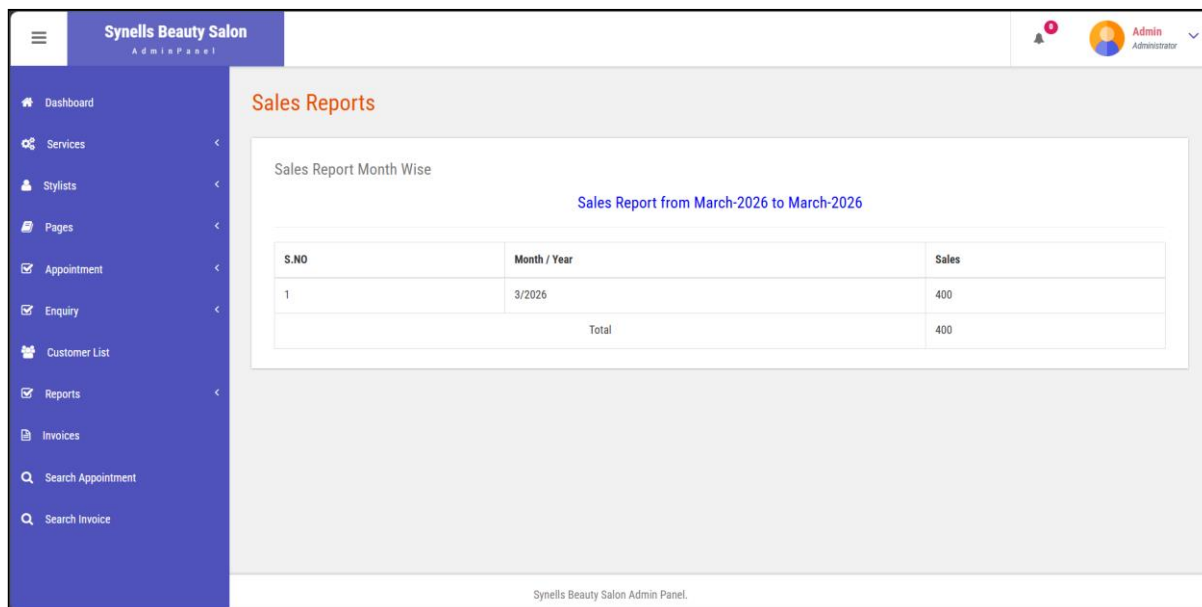 Synells Beauty Salon
AdminPanel
0
Admin
Administrator
Dashboard
Services
Stylists
Pages
Appointment
Enquiry
Customer List
Reports
Invoices
Search Appointment
Search Invoice
Sales Reports
Sales Report Month Wise
Sales Report from March-2026 to March-2026
S.NO Month / Year Sales
1 3/2026 400
Total 400
Synells Beauty Salon Admin Panel.